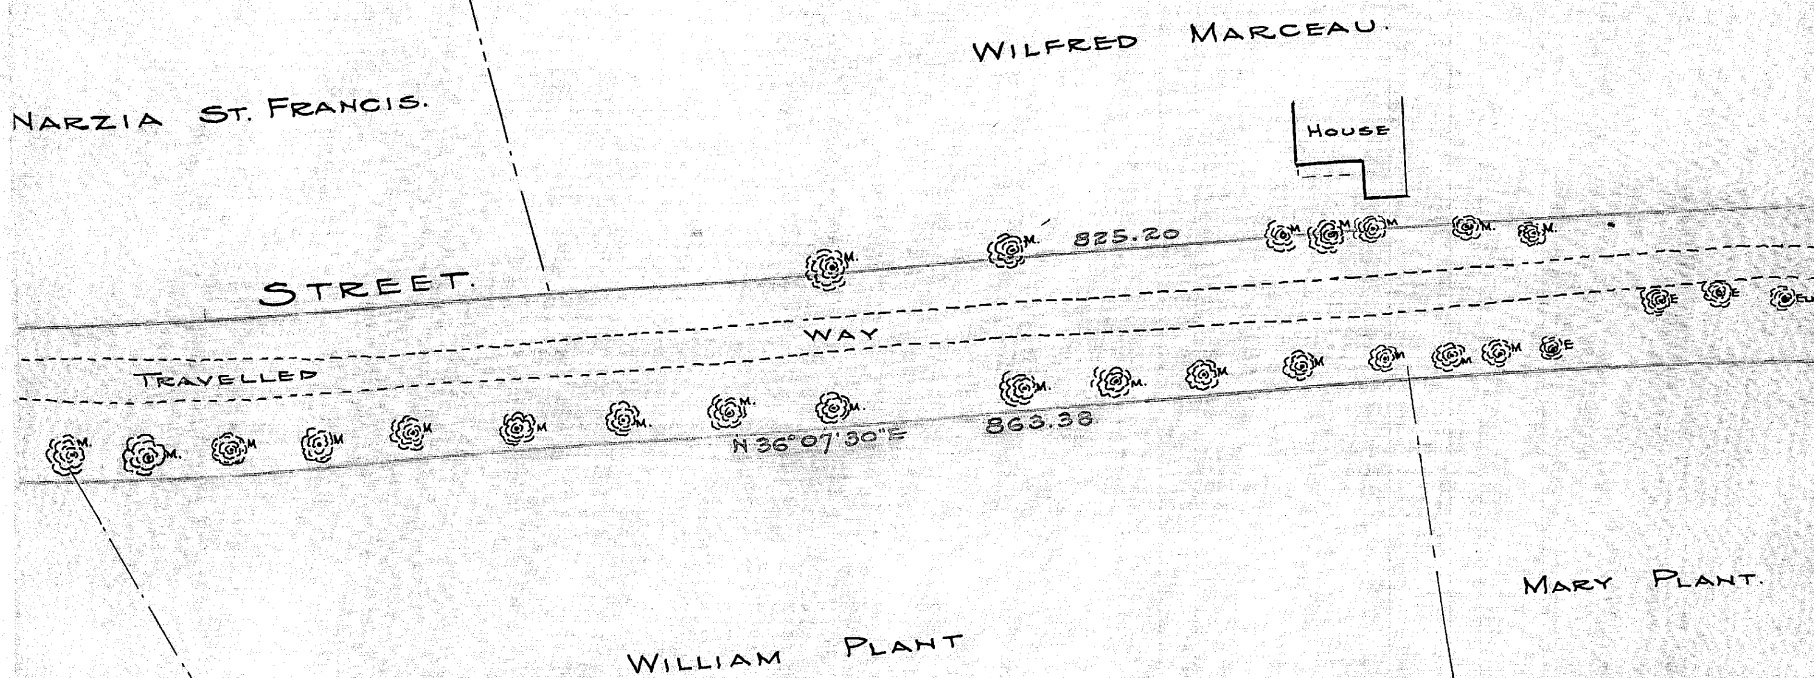 WILFRED MARCEAU.
NARZIA ST. FRANCIS.
HOUSE
M. M. 825.20 M M M M. M.
STREET.
E E EL
WAY
TRAVELLED
M. M. M M M M M. M. M. M. M. M M M M M E
N 36°07'30"E 863.38
MARY PLANT.
WILLIAM PLANT